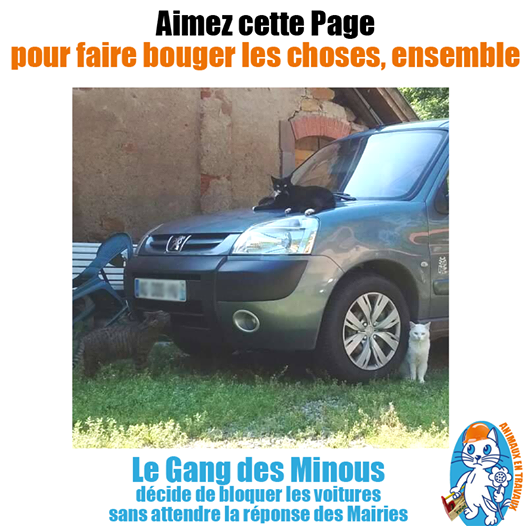 Aimez cette Page
pour faire bouger les choses, ensemble
Le Gang des Minous
décide de bloquer les voitures
sans attendre la réponse des Mairies
ANIMAUX EN TRAVAUX